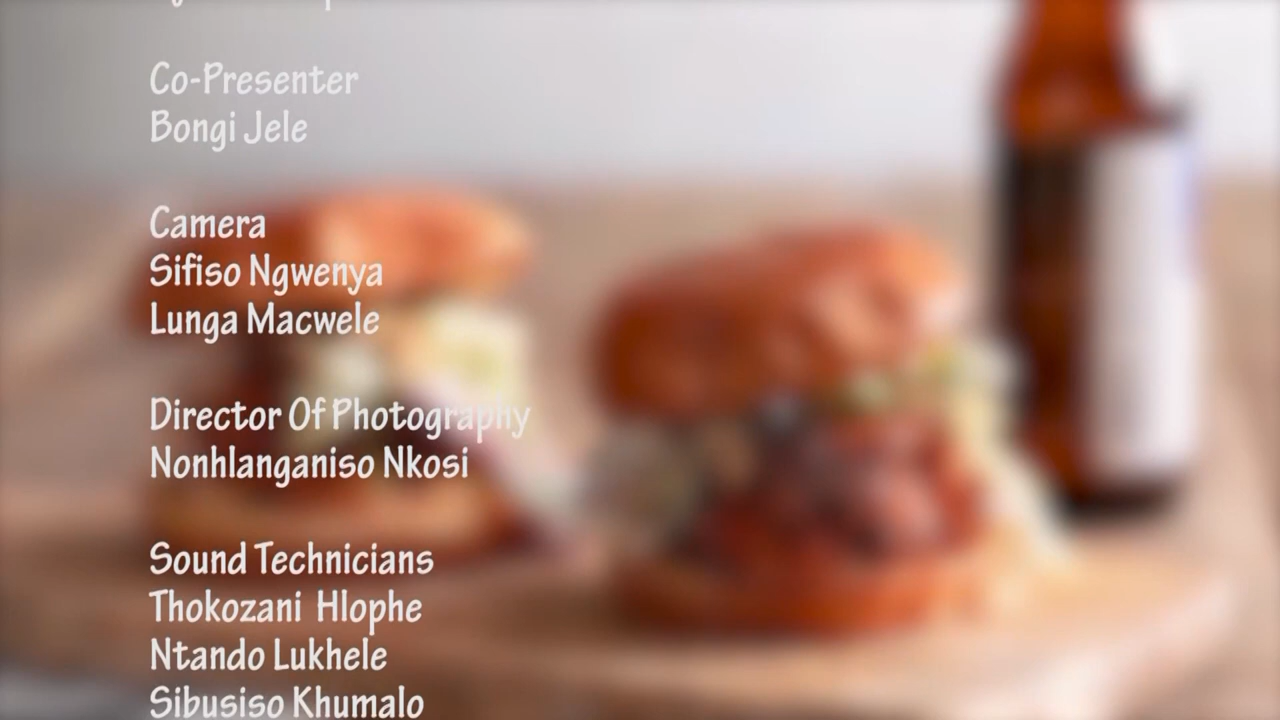 Co-Presenter
Bongi Jele
Camera
Sifiso Ngwenya
Lunga Macwele
Director Of Photography
Nonhlanganiso Nkosi
Sound Technicians
Thokozani Hlophe
Ntando Lukhele
Sibusiso Khumalo